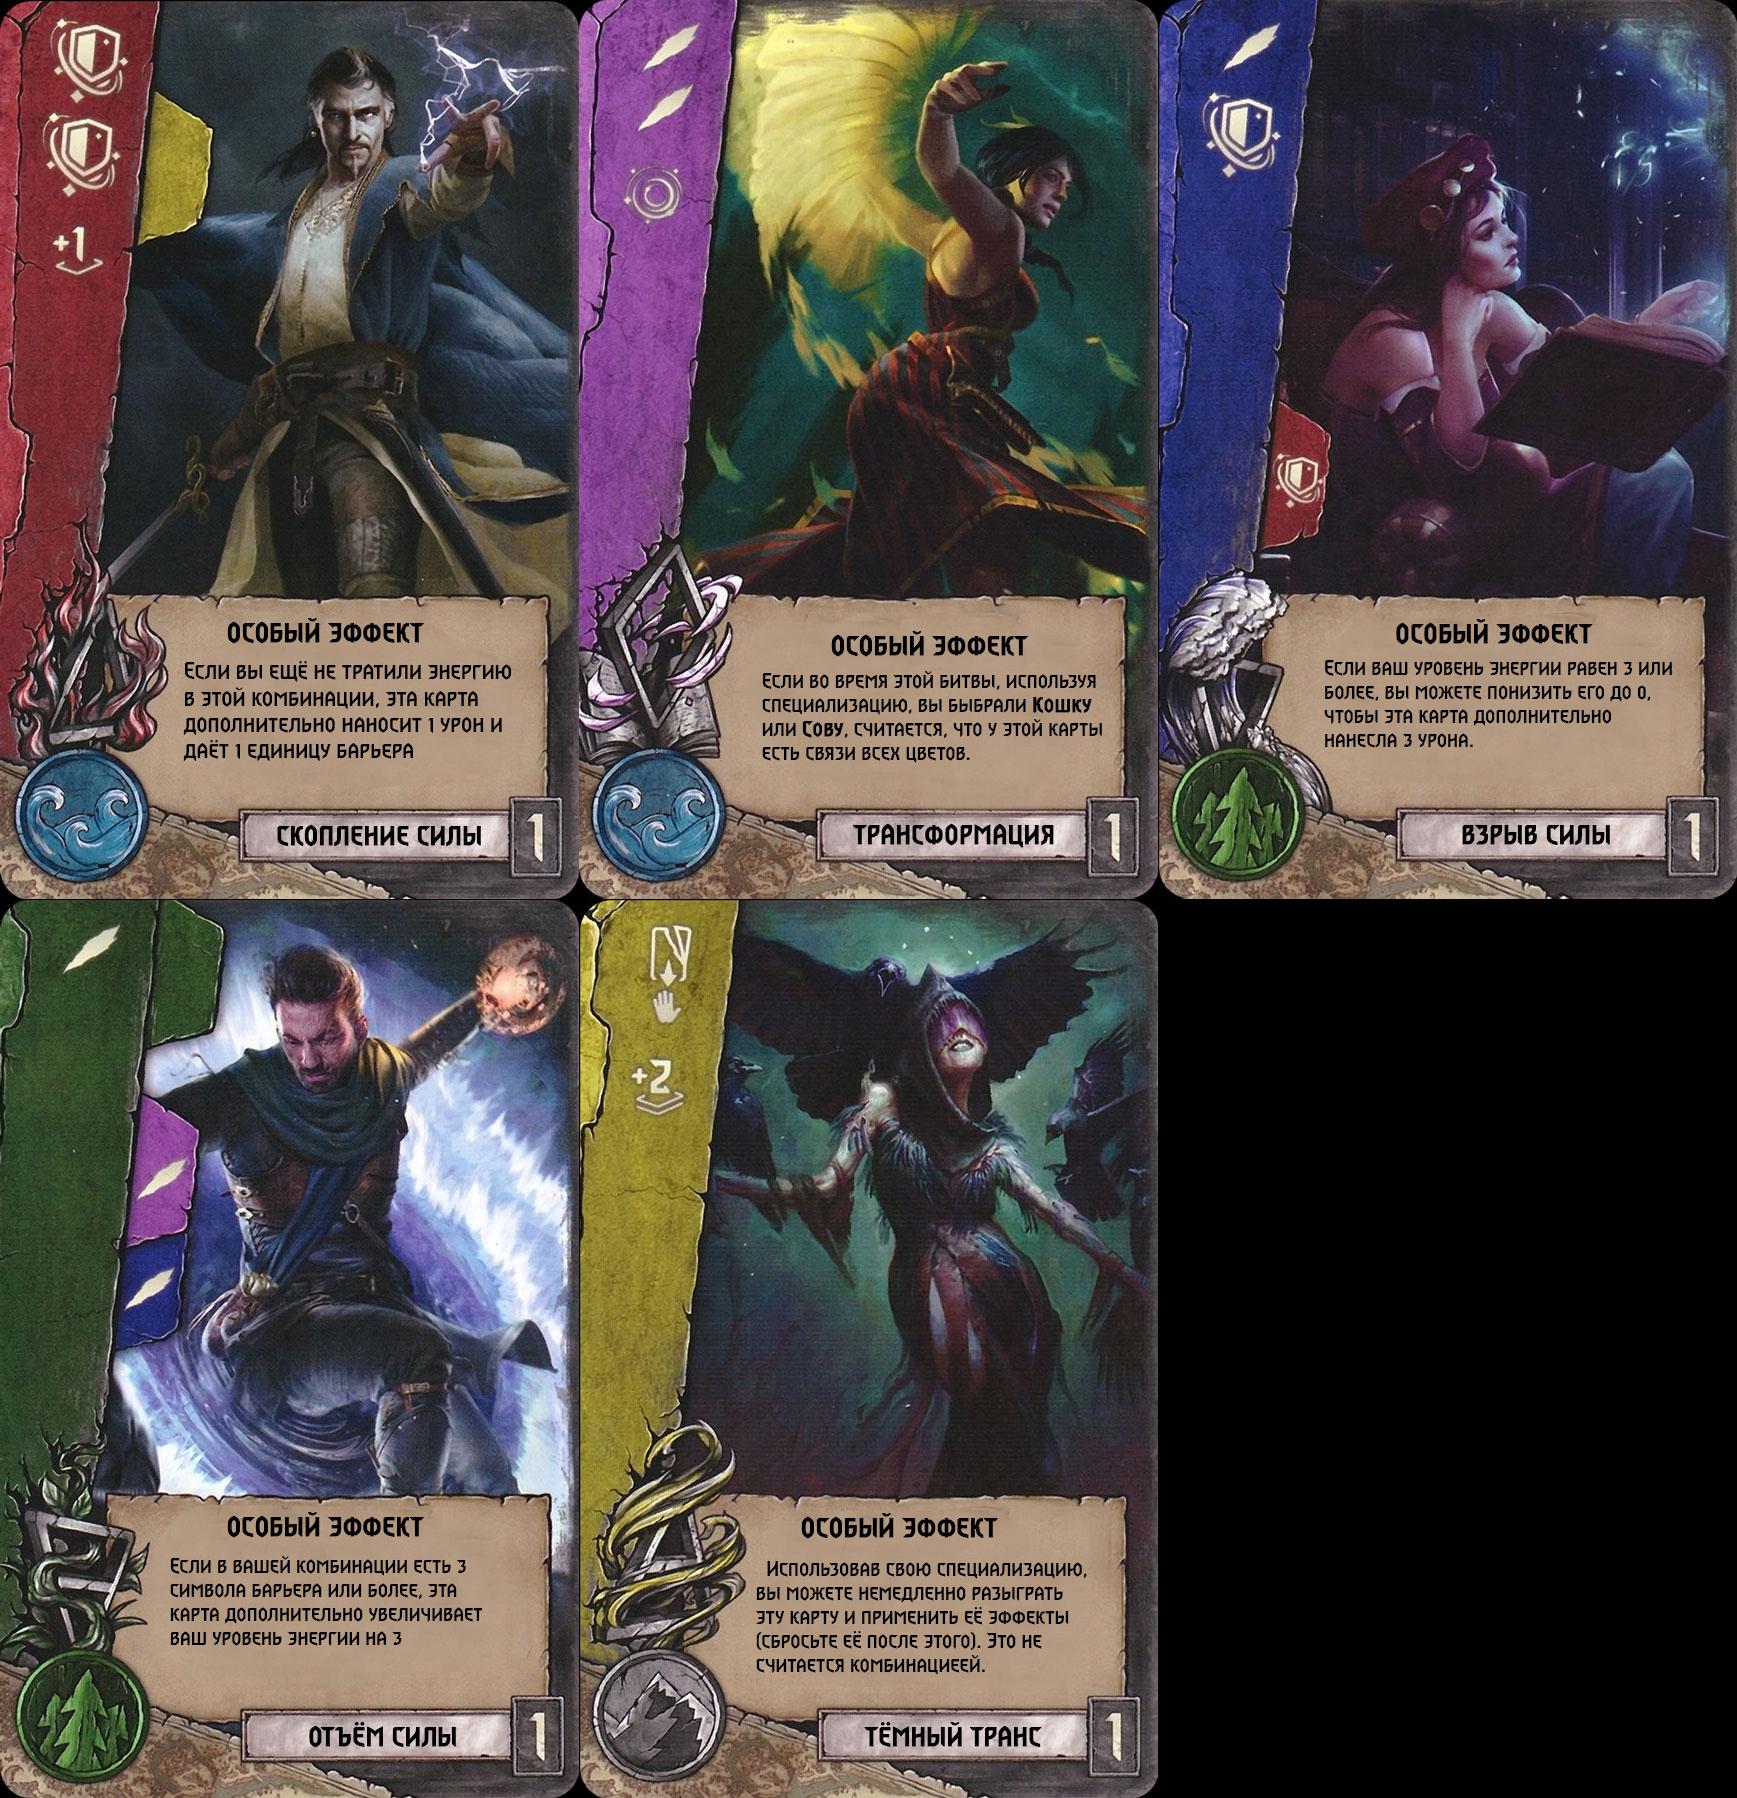 +1
ОСОБЫЙ ЭФФЕКТ
ЕСЛИ ВЫ ЕЩЁ НЕ ТРАТИЛИ ЭНЕРГИЮ
В ЭТОЙ КОМБИНАЦИИ, ЭТА КАРТА
ДОПОЛНИТЕЛЬНО НАНОСИТ 1 УРОН И
ДАЁТ 1 ЕДИНИЦУ БАРЬЕРА
СКОПЛЕНИЕ СИЛЫ
1
ОСОБЫЙ ЭФФЕКТ
ЕСЛИ ВО ВРЕМЯ ЭТОЙ БИТВЫ, ИСПОЛЬЗУЯ
СПЕЦИАЛИЗАЦИЮ, ВЫ ВЫБРАЛИ КОШКУ
ИЛИ СОВУ, СЧИТАЕТСЯ, ЧТО У ЭТОЙ КАРТЫ
ЕСТЬ СВЯЗИ ВСЕХ ЦВЕТОВ.
ТРАНСФОРМАЦИЯ
1
ОСОБЫЙ ЭФФЕКТ
ЕСЛИ ВАШ УРОВЕНЬ ЭНЕРГИИ РАВЕН 3 ИЛИ
БОЛЕЕ, ВЫ МОЖЕТЕ ПОНИЗИТЬ ЕГО ДО 0,
ЧТОБЫ ЭТА КАРТА ДОПОЛНИТЕЛЬНО
НАНЕСЛА 3 УРОНА.
ВЗРЫВ СИЛЫ
1
ОСОБЫЙ ЭФФЕКТ
ЕСЛИ В ВАШЕЙ КОМБИНАЦИИ ЕСТЬ 3
СИМВОЛА БАРЬЕРА ИЛИ БОЛЕЕ, ЭТА
КАРТА ДОПОЛНИТЕЛЬНО УВЕЛИЧИВАЕТ
ВАШ УРОВЕНЬ ЭНЕРГИИ НА 3
ОТЪЁМ СИЛЫ
1
+2
ОСОБЫЙ ЭФФЕКТ
ИСПОЛЬЗОВАВ СВОЮ СПЕЦИАЛИЗАЦИЮ,
ВЫ МОЖЕТЕ НЕМЕДЛЕННО РАЗЫГРАТЬ
ЭТУ КАРТУ И ПРИМЕНИТЬ ЕЁ ЭФФЕКТЫ
(СБРОСЬТЕ ЕЁ ПОСЛЕ ЭТОГО). ЭТО НЕ
СЧИТАЕТСЯ КОМБИНАЦИЕЕЙ.
ТЁМНЫЙ ТРАНС
1